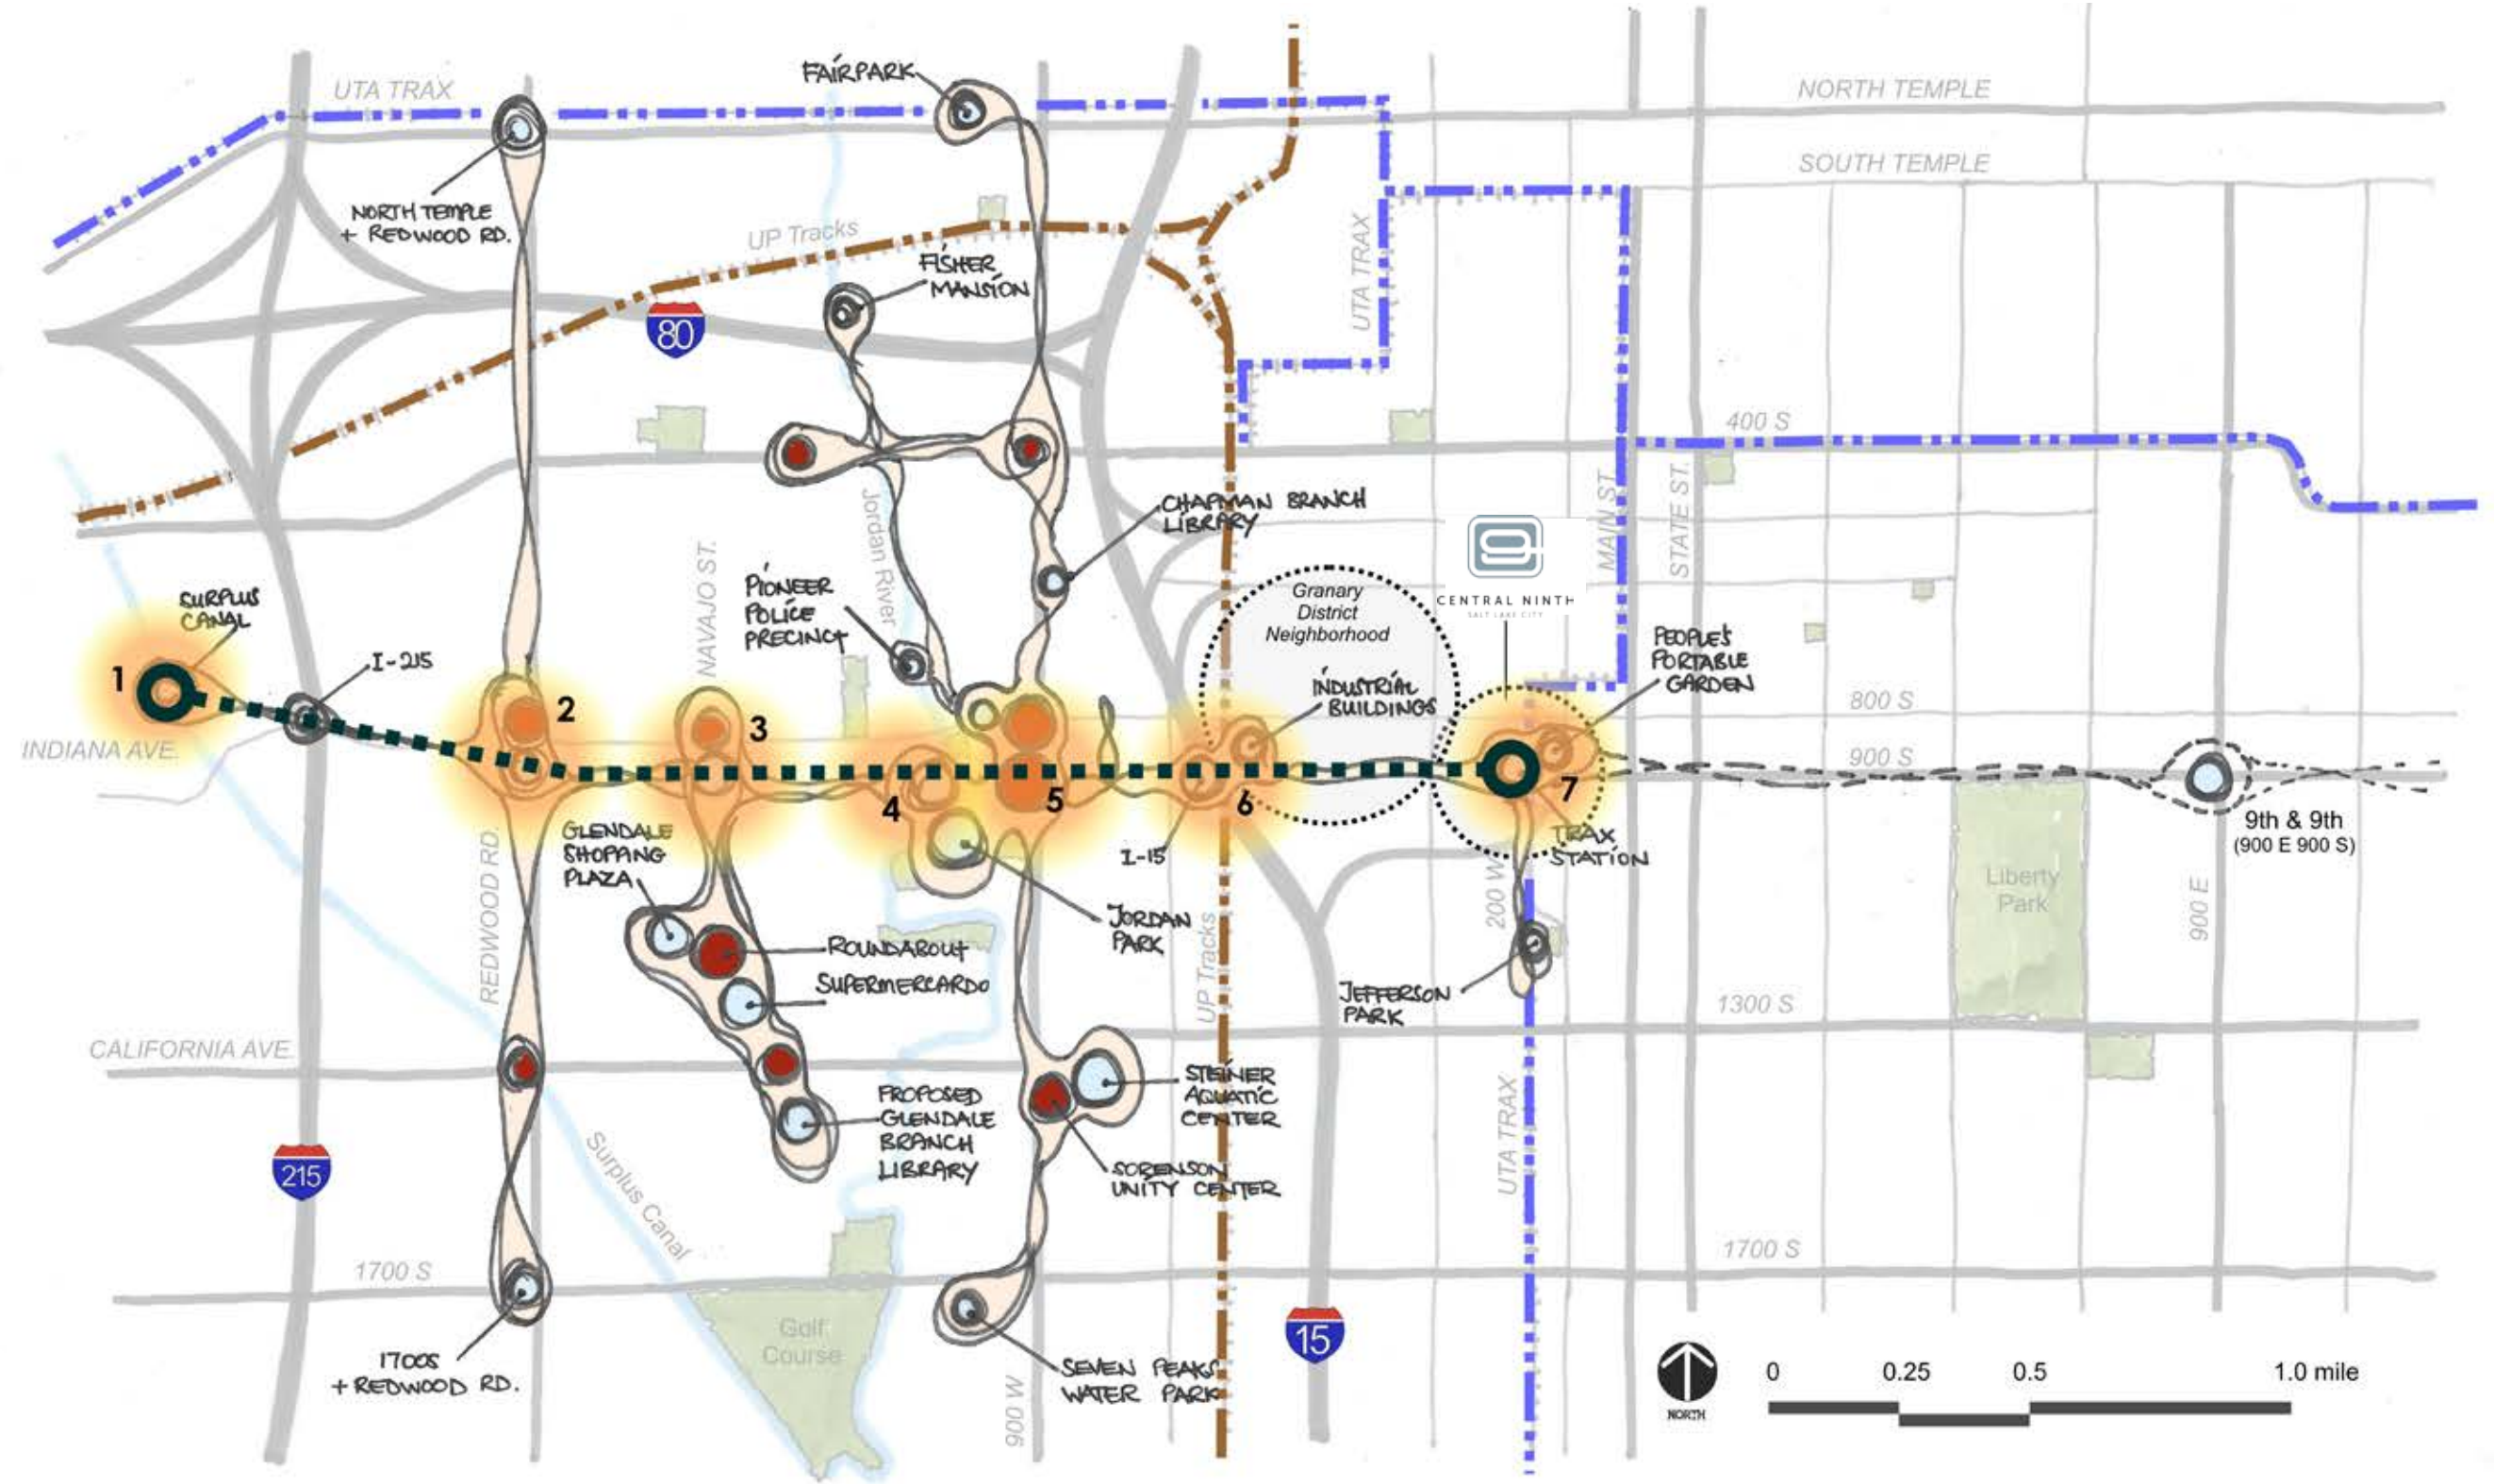 FAIRPARK
UTA TRAX
NORTH TEMPLE
SOUTH TEMPLE
NORTH TEMPLE
+ REDWOOD RD.
UP Tracks
FISHER
MANSION
UTA TRAX
80
400 S
MAIN ST.
STATE ST.
CHAPMAN BRANCH
LIBRARY
Jordan River
NAVAJO ST.
PIONEER
POLICE
PRECINCT
SURPLUS
CANAL
Granary
District
Neighborhood
9
CENTRAL NINTH
SALT LAKE CITY
PEOPLE'S
PORTABLE
GARDEN
I-215
INDUSTRIAL
BUILDINGS
1
2
3
4
5
6
7
800 S
900 S
INDIANA AVE.
9th & 9th
(900 E 900 S)
GLENDALE
SHOPANG
PLAZA
I-15
TRAX
STATION
REDWOOD RD.
200 W
Liberty
Park
900 E
JORDAN
PARK
ROUNDABOUT
SUPERMERCARDO
UP Tracks
JEFFERSON
PARK
1300 S
CALIFORNIA AVE.
STEINER
AQUATIC
CENTER
PROPOSED
GLENDALE
BRANCH
LIBRARY
SORENSON
UNITY CENTER
UTA TRAX
215
Surplus Canal
1700 S
1700 S
Golf
Course
15
1700S
+ REDWOOD RD.
900 W
SEVEN PEAKS
WATER PARK
NORTH
0 0.25 0.5 1.0 mile